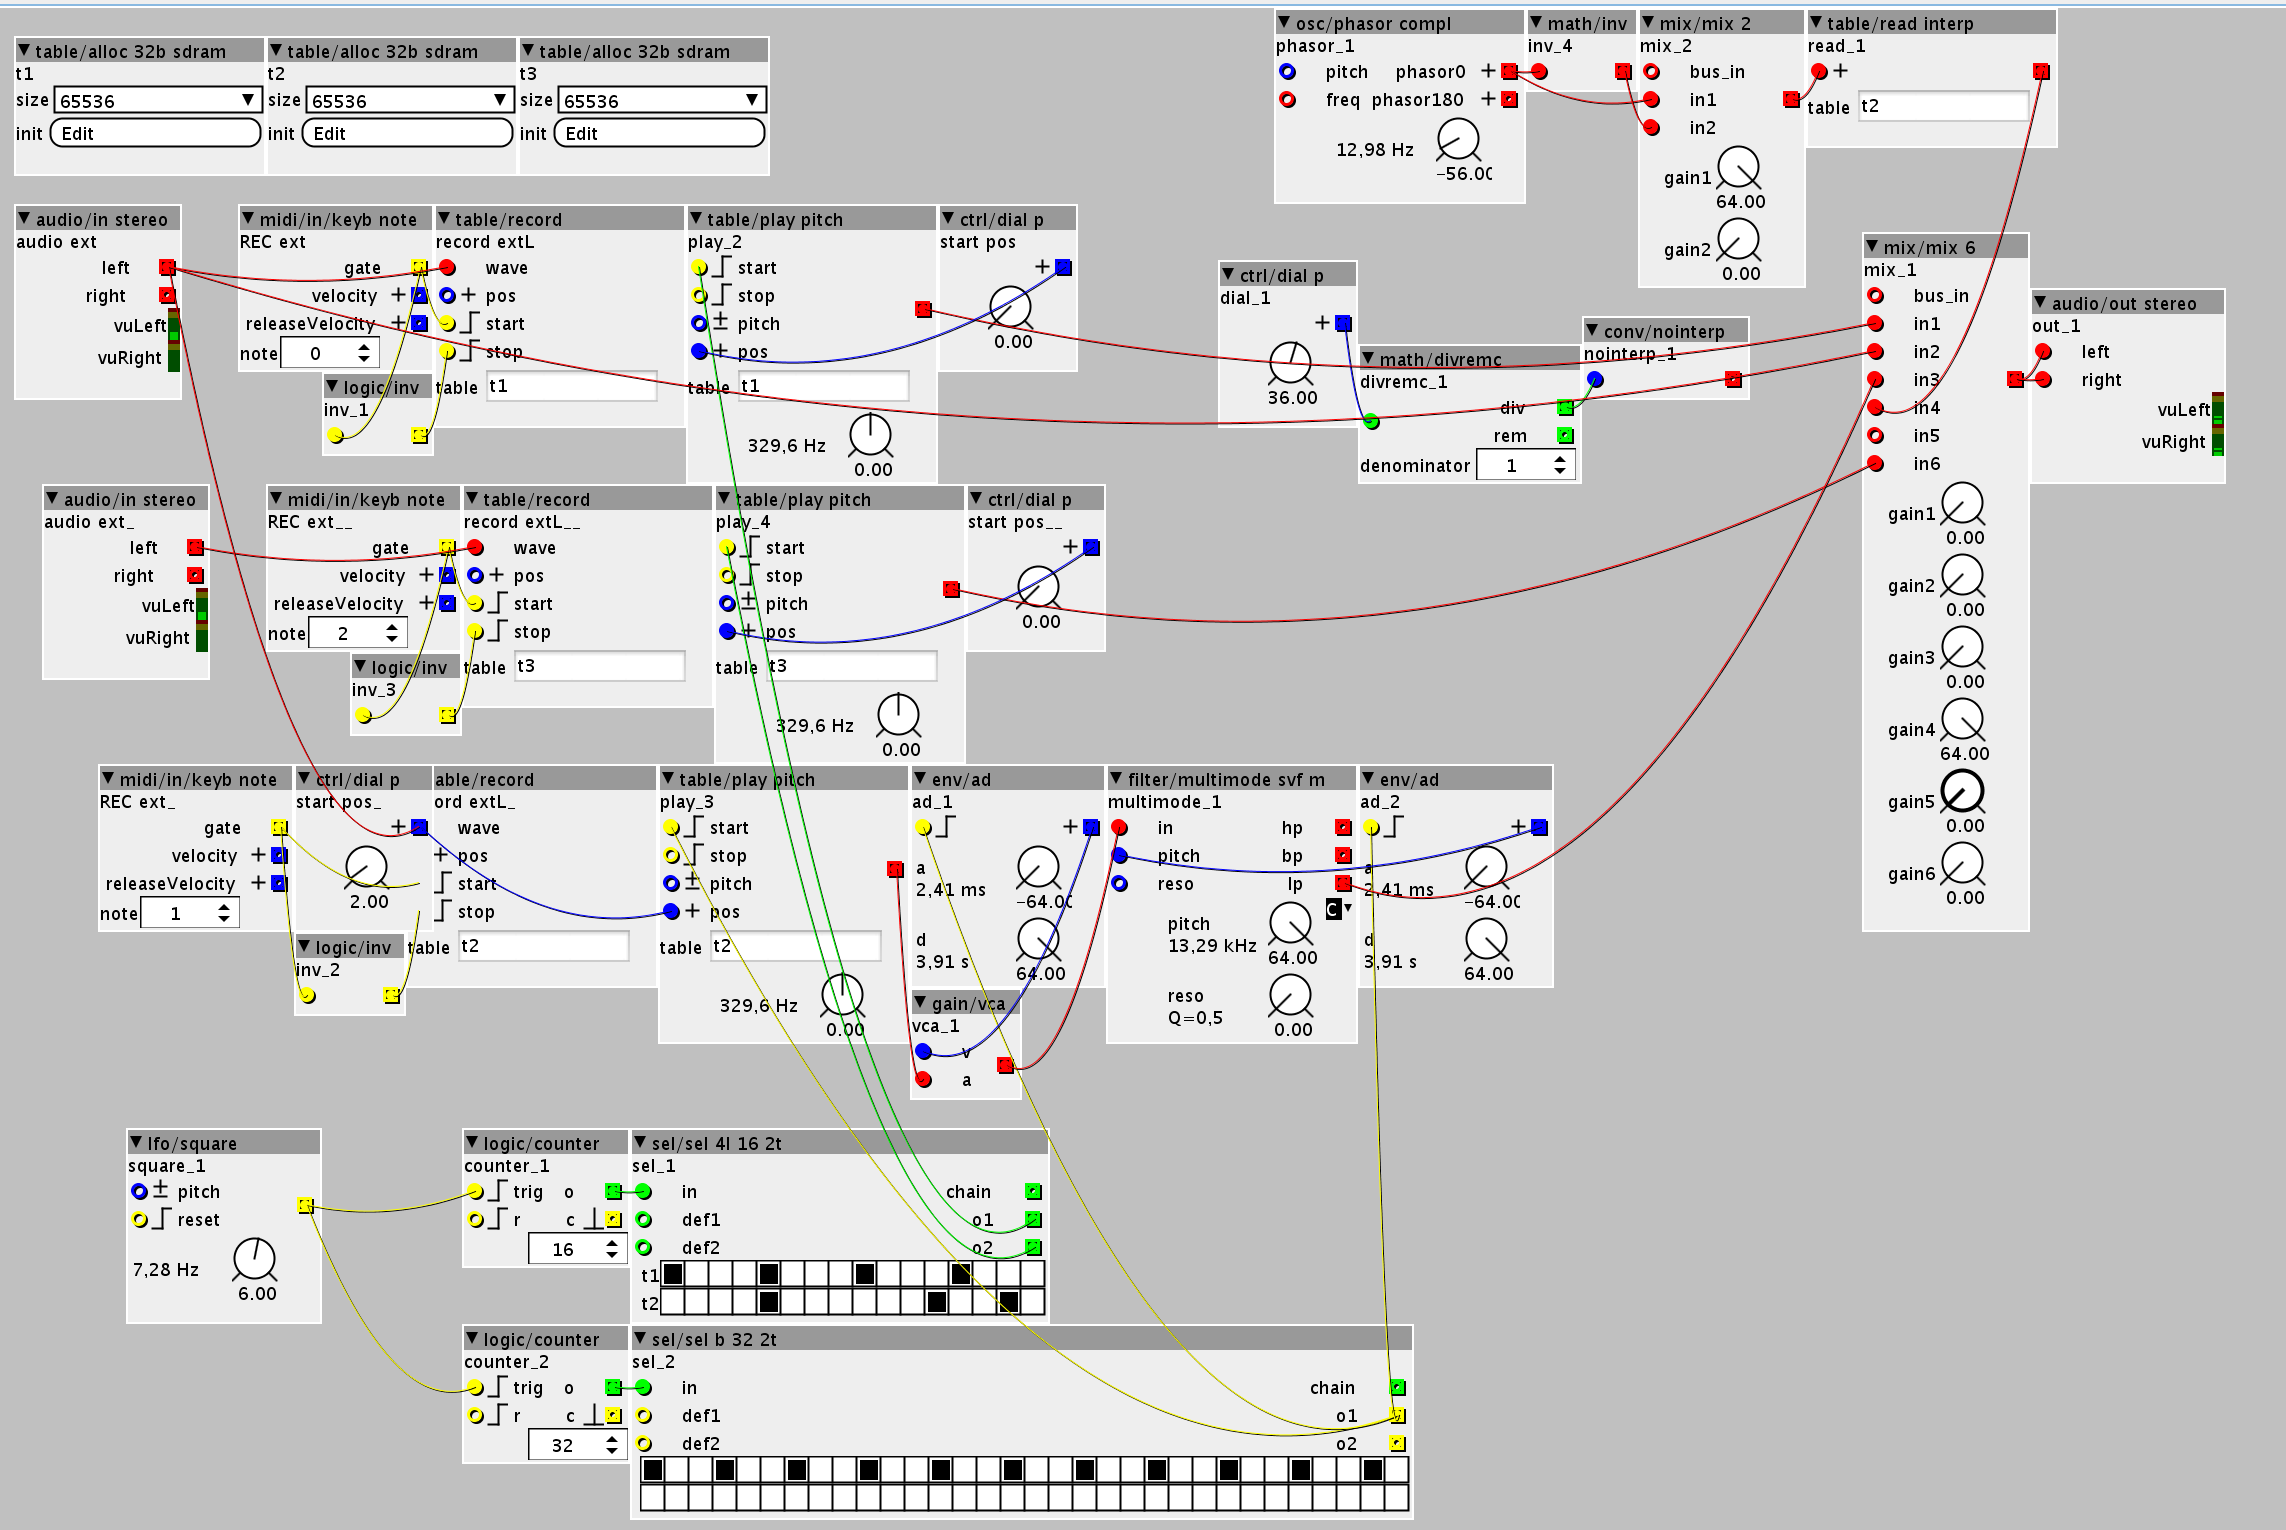 table/alloc 32b sdram
t1
size 65536
init Edit
table/alloc 32b sdram
t2
size 65536
init Edit
table/alloc 32b sdram
t3
size 65536
init Edit
osc/phasor compl
phasor_1
pitch phasor0 +
freq phasor180 +
12,98 Hz
-56.00
math/inv
inv_4
mix/mix 2
mix_2
bus_in
in1
in2
gain1
64.00
gain2
0.00
table/read interp
read_1
+
table t2
audio/in stereo
audio ext
left
right
vuLeft
vuRight
midi/in/keyb note
REC ext
gate
velocity +
releaseVelocity +
note 0
logic/inv
inv_1
table/record
record extL
wave
+ pos
start
stop
table t1
table/play pitch
play_2
start
stop
± pitch
+ pos
table t1
329,6 Hz
0.00
ctrl/dial p
start pos
+
0.00
ctrl/dial p
dial_1
+
36.00
math/divremc
divremc_1
div
rem
denominator 1
conv/nointerp
nointerp_1
mix/mix 6
mix_1
bus_in
in1
in2
in3
in4
in5
in6
gain1
0.00
gain2
0.00
gain3
0.00
gain4
64.00
gain5
0.00
gain6
0.00
audio/out stereo
out_1
left
right
vuLeft
vuRight
audio/in stereo
audio ext_
left
right
vuLeft
vuRight
midi/in/keyb note
REC ext__
gate
velocity +
releaseVelocity +
note 2
logic/inv
inv_3
table/record
record extL__
wave
+ pos
start
stop
table t3
table/play pitch
play_4
start
stop
± pitch
+ pos
table t3
329,6 Hz
0.00
ctrl/dial p
start pos__
+
0.00
midi/in/keyb note
REC ext_
gate
velocity +
releaseVelocity +
note 1
ctrl/dial p
start pos_
+
2.00
logic/inv
inv_2
able/record
ord extL_
wave
+ pos
start
stop
table t2
table/play pitch
play_3
start
stop
± pitch
+ pos
table t2
329,6 Hz
0.00
env/ad
ad_1
+
a
2,41 ms
-64.00
d
3,91 s
64.00
gain/vca
vca_1
v
a
filter/multimode svf m
multimode_1
in hp
pitch bp
reso lp
C
pitch
13,29 kHz
64.00
reso
Q=0,5
0.00
env/ad
ad_2
+
a
2,41 ms
-64.00
d
3,91 s
64.00
lfo/square
square_1
± pitch
reset
7,28 Hz
6.00
logic/counter
counter_1
trig o
r c
16
sel/sel 4l 16 2t
sel_1
in chain
def1 o1
def2 o2
t1
t2
logic/counter
counter_2
trig o
r c
32
sel/sel b 32 2t
sel_2
in chain
def1 o1
def2 o2